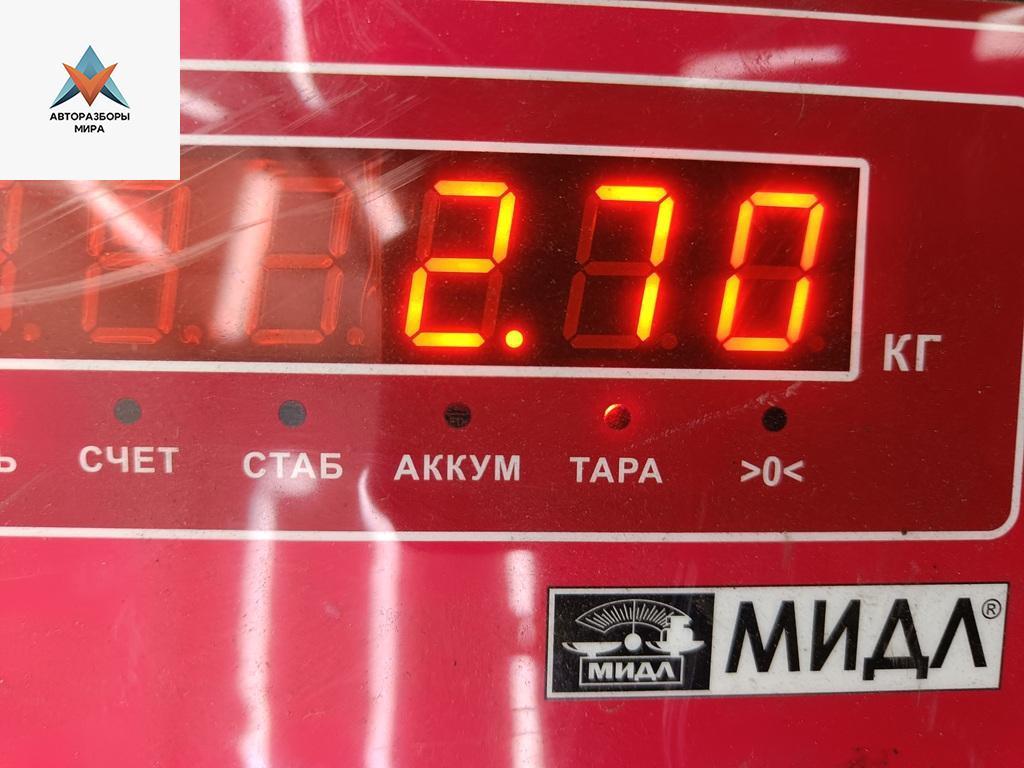 АВТОРАЗБОРЫ
МИРА
2.70
КГ
СЧЕТ СТАБ АККУМ ТАРА >0<
МИДЛ МИДЛ®